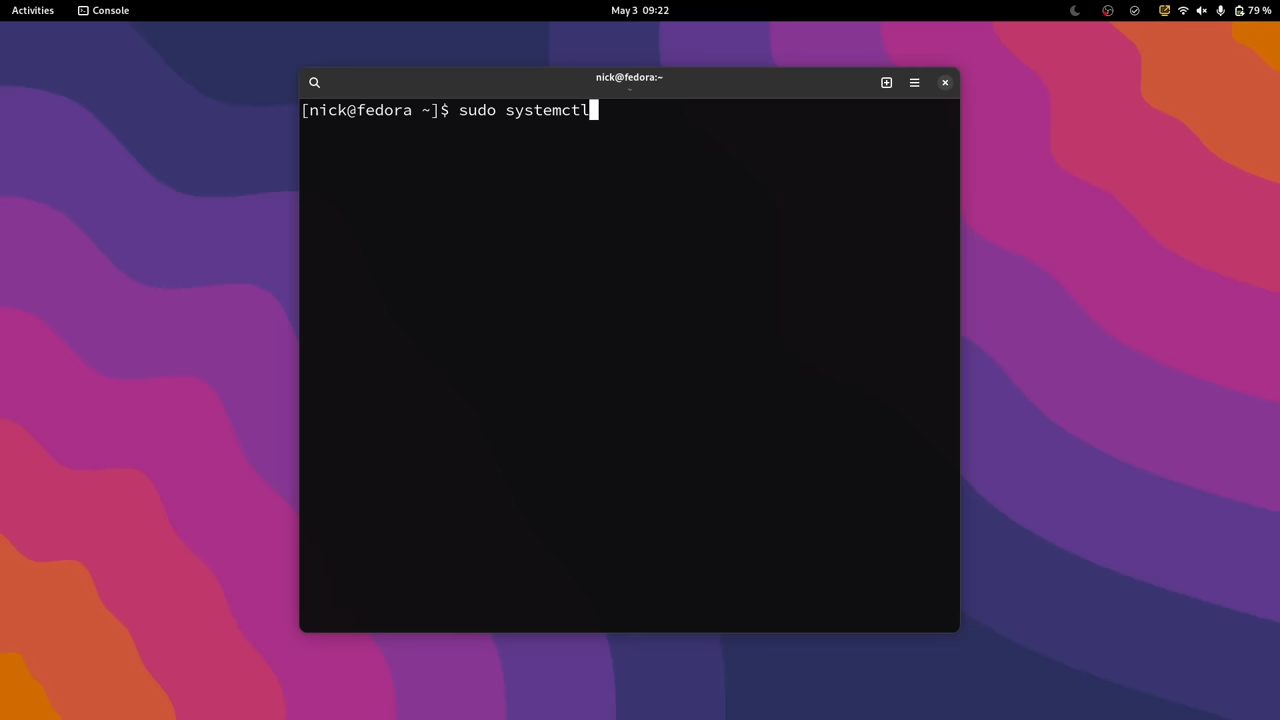 Activities
Console
May 3 09:22
79 %
nick@fedora:~
~
[nick@fedora ~]$ sudo systemctl